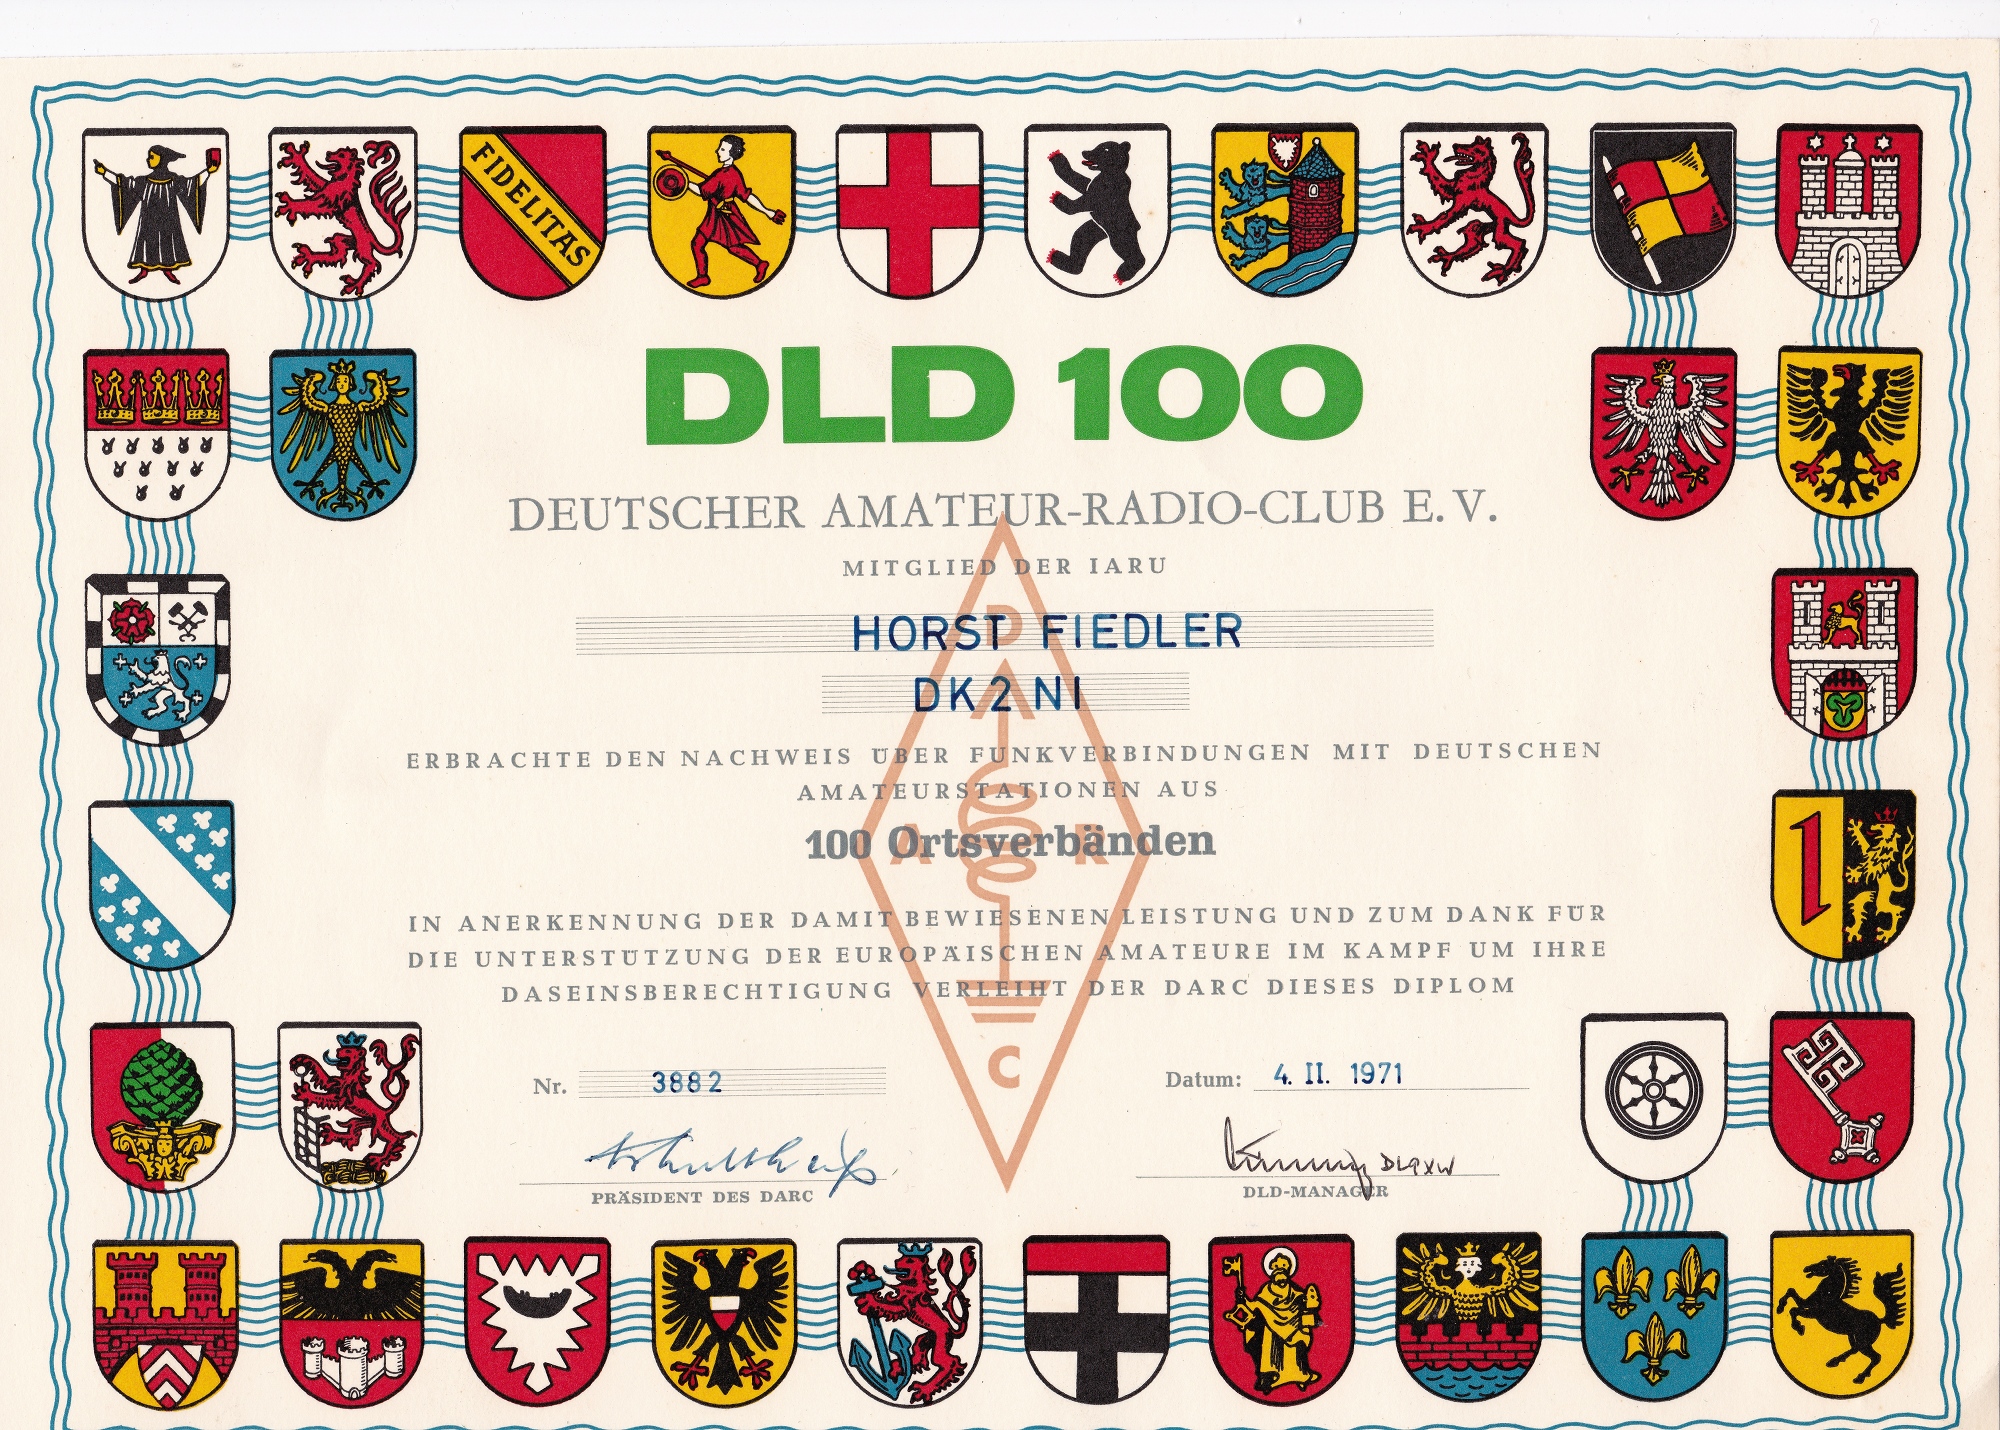 FIDELITAS
DLD 100
DEUTSCHER AMATEUR-RADIO-CLUB E.V.
MITGLIED DER IARU
D
HORST FIEDLER
DK2NI
ERBRACHTE DEN NACHWEIS ÜBER FUNKVERBINDUNGEN MIT DEUTSCHEN
AMATEURSTATIONEN AUS
100 Ortsverbänden
A R
IN ANERKENNUNG DER DAMIT BEWIESENEN LEISTUNG UND ZUM DANK FÜR
DIE UNTERSTÜTZUNG DER EUROPÄISCHEN AMATEURE IM KAMPF UM IHRE
DASEINSBERECHTIGUNG VERLEIHT DER DARC DIESES DIPLOM
C
Nr. 3882
Datum: 4. II. 1971
DL9XW
PRÄSIDENT DES DARC
DLD-MANAGER